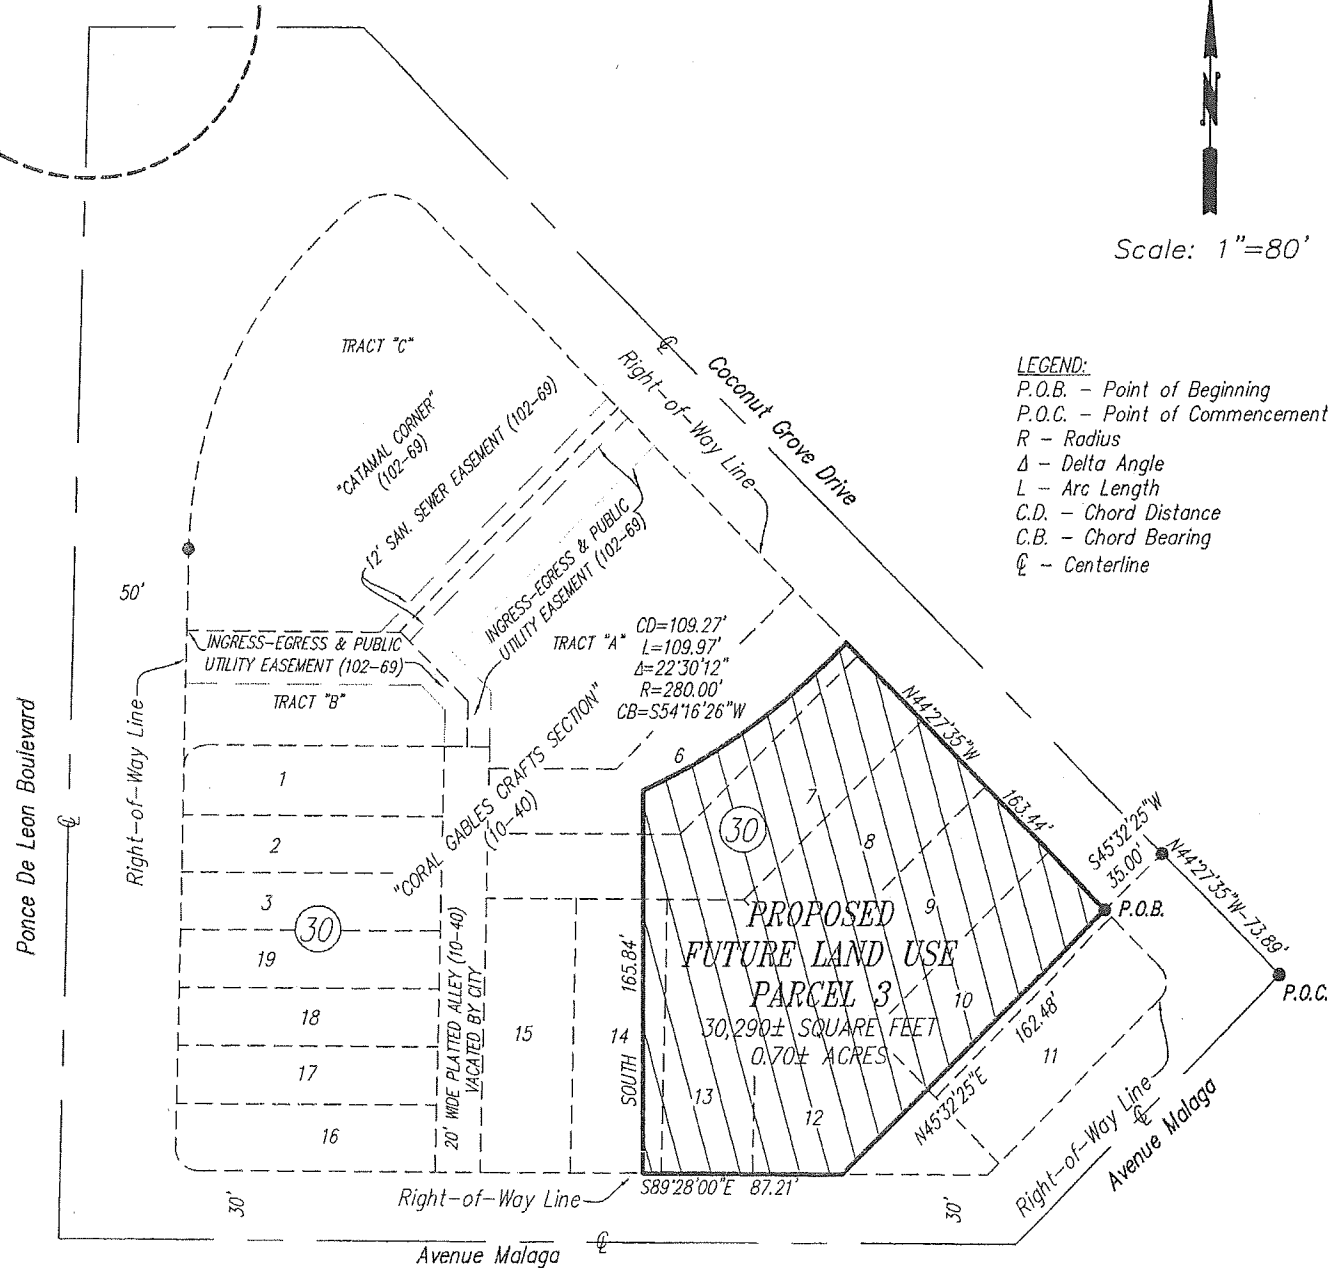 N
Scale: 1"=80'
LEGEND:
P.O.B. - Point of Beginning
P.O.C. - Point of Commencement
R - Radius
Δ - Delta Angle
L - Arc Length
C.D. - Chord Distance
C.B. - Chord Bearing
℄ - Centerline
TRACT "C"
"CATAMAL CORNER"
(102-69)
12' SAN. SEWER EASEMENT (102-69)
℄
Coconut Grove Drive
Right-of-Way Line
INGRESS-EGRESS & PUBLIC
UTILITY EASEMENT (102-69)
50'
INGRESS-EGRESS & PUBLIC
UTILITY EASEMENT (102-69)
TRACT "B"
TRACT "A"
CD=109.27'
L=109.97'
Δ=22°30'12"
R=280.00'
CB=S54°16'26"W
Ponce De Leon Boulevard
℄
Right-of-Way Line
"CORAL GABLES CRAFTS SECTION"
(10-40)
1
2
3
30
19
18
17
16
20' WIDE PLATTED ALLEY (10-40)
VACATED BY CITY
15
14
6
7
30
8
9
10
11
12
13
N44°27'35"W
163.44'
S45°32'25"W
35.00'
N44°27'35"W-73.89'
P.O.B.
P.O.C.
PROPOSED
FUTURE LAND USE
PARCEL 3
30,290± SQUARE FEET
0.70± ACRES
SOUTH 165.84'
162.48'
N45°32'25"E
S89°28'00"E 87.21'
Right-of-Way Line
30'
30'
Avenue Malaga
℄
Right-of-Way Line
℄
Avenue Malaga